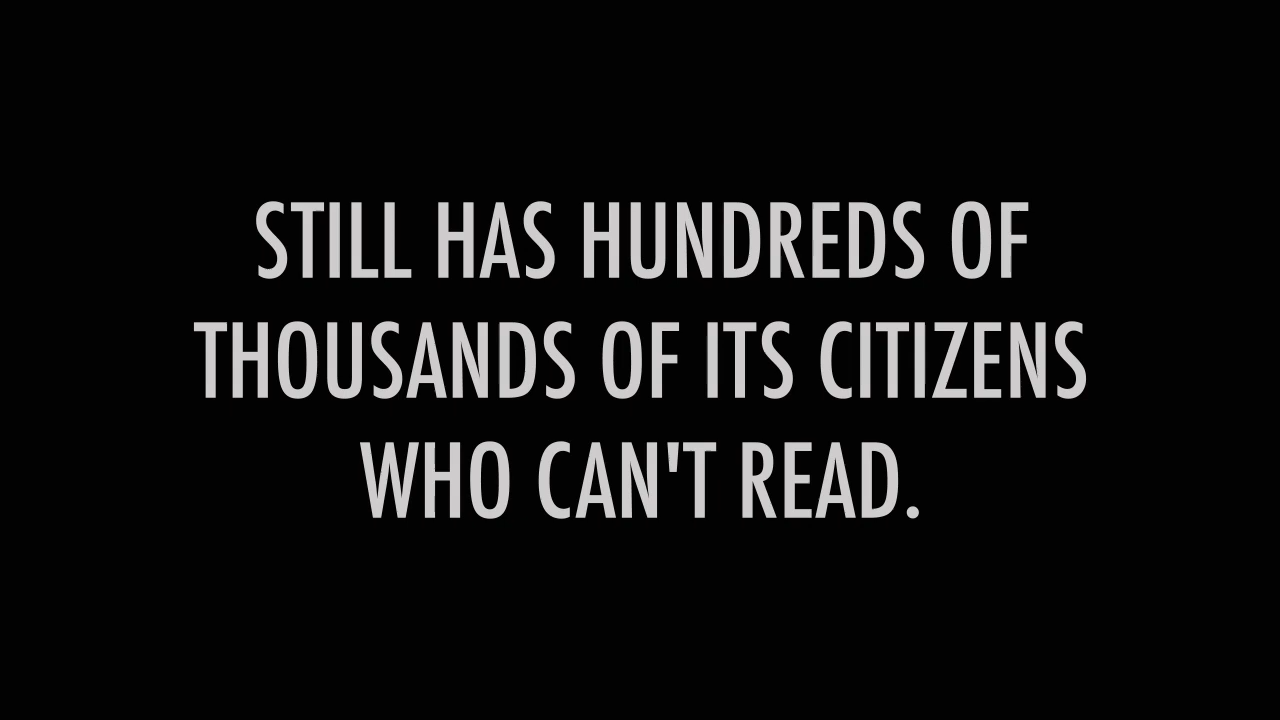 STILL HAS HUNDREDS OF
THOUSANDS OF ITS CITIZENS
WHO CAN'T READ.